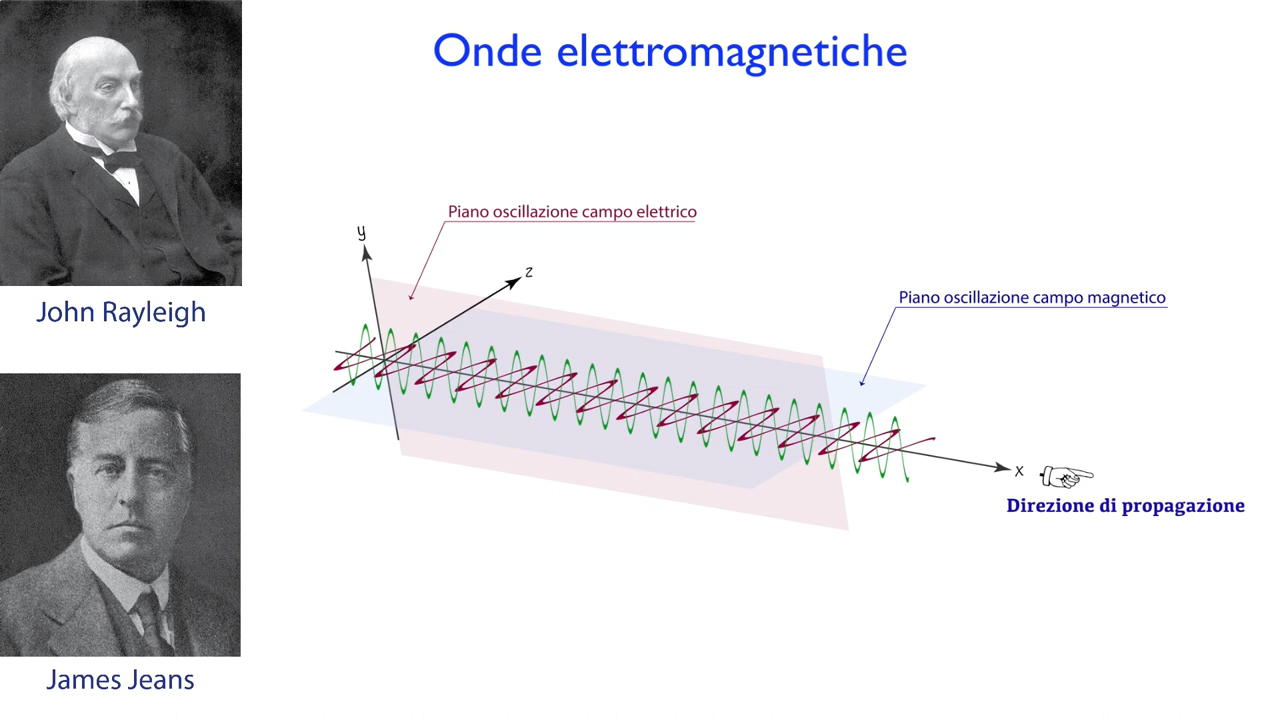 Onde elettromagnetiche
John Rayleigh
James Jeans
Piano oscillazione campo elettrico
y
z
Piano oscillazione campo magnetico
x
Direzione di propagazione